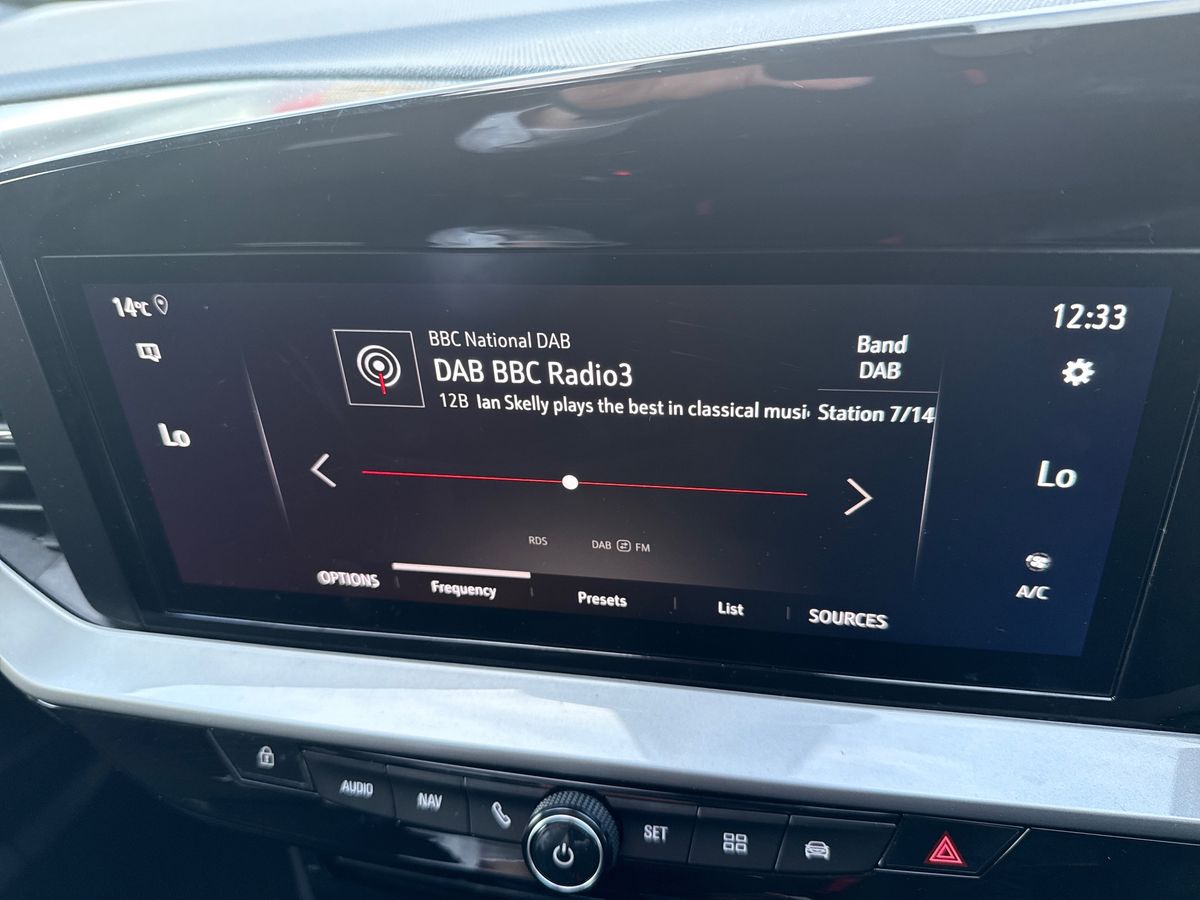 14°C
12:33
BBC National DAB
DAB BBC Radio3
12B Ian Skelly plays the best in classical musi
Band
DAB
Station 7/14
Lo
Lo
RDS
DAB FM
A/C
OPTIONS
Frequency
Presets
List
SOURCES
AUDIO
NAV
SET